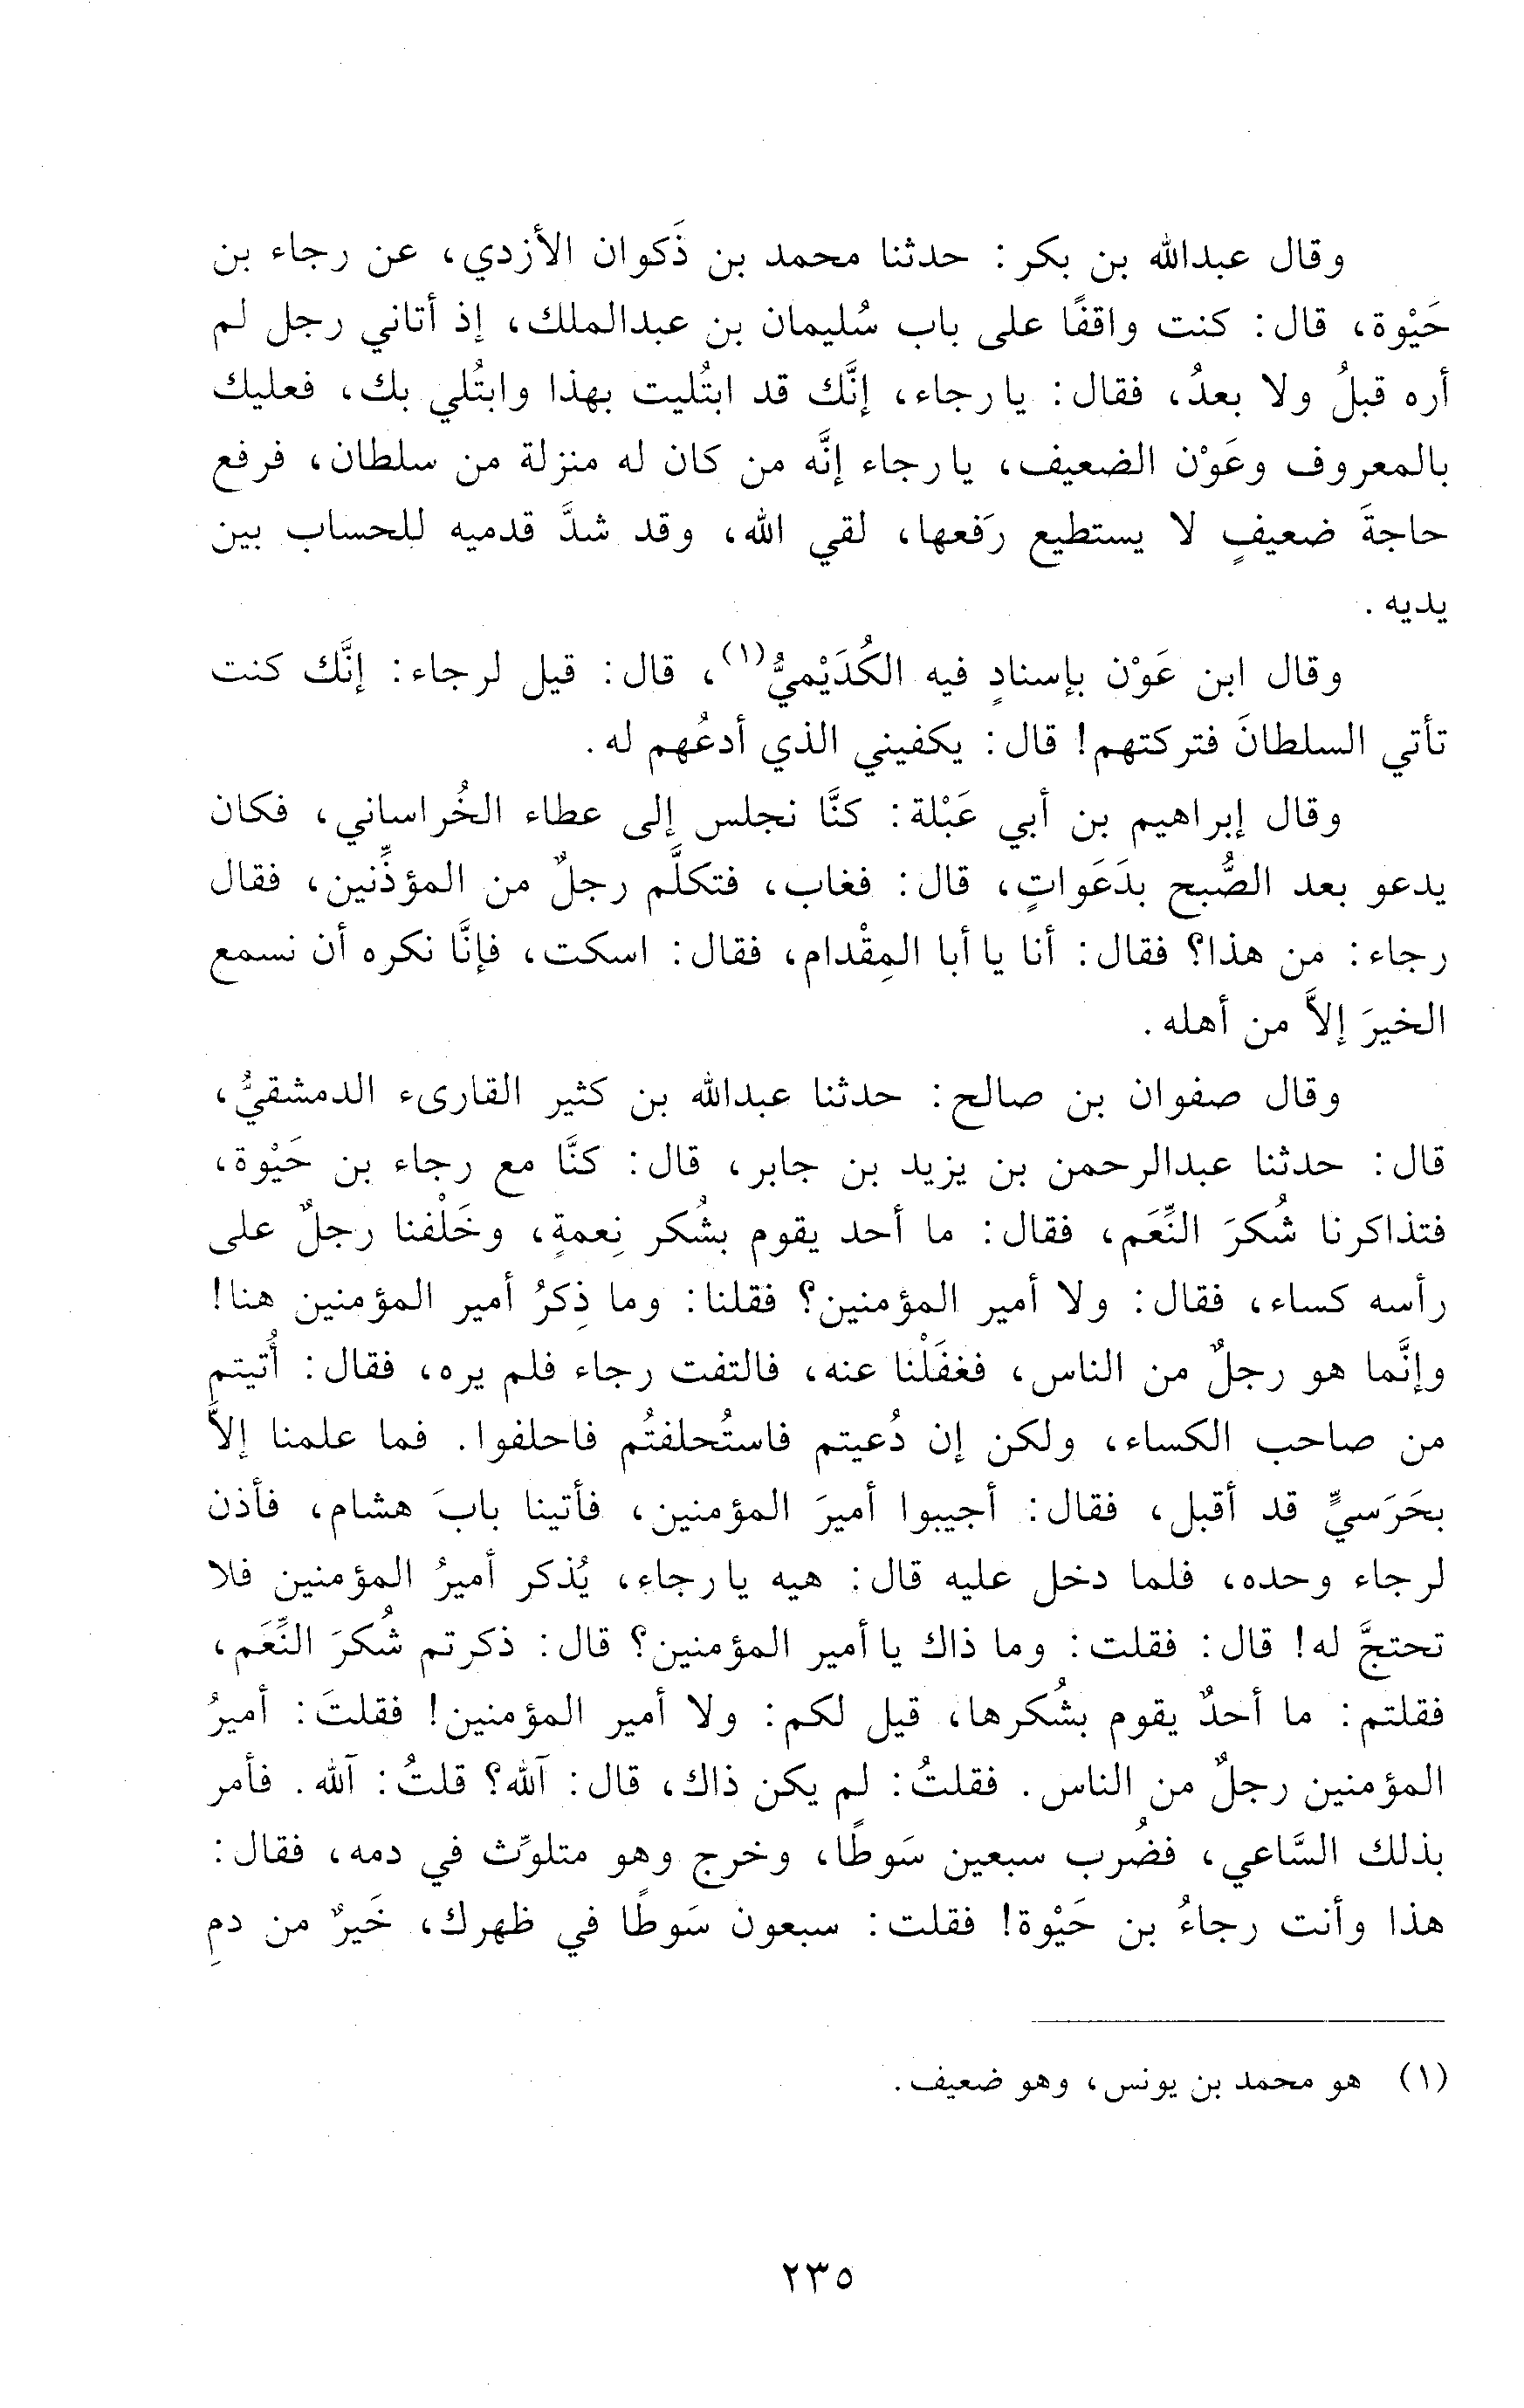 وقال عبدالله بن بكر: حدثنا محمد بن ذَكوان الأزدي، عن رجاء بن
حَيْوة، قال: كنت واقفًا على باب سُليمان بن عبدالملك، إذ أتاني رجل لم
أره قبلُ ولا بعدُ، فقال: يا رجاء، إنَّك قد ابتُليت بهذا وابتُلي بك، فعليك
بالمعروف وعَوْن الضعيف، يا رجاء إنَّه من كان له منزلة من سلطان، فرفع
حاجةَ ضعيفٍ لا يستطيع رَفعها، لقي الله، وقد شدَّ قدميه للحساب بين
يديه.
وقال ابن عَوْن بإسنادٍ فيه الكُدَيْميُّ(١)، قال: قيل لرجاء: إنَّك كنت
تأتي السلطانَ فتركتهم! قال: يكفيني الذي أدعُهم له.
وقال إبراهيم بن أبي عَبْلة: كنَّا نجلس إلى عطاء الخُراساني، فكان
يدعو بعد الصُّبح بدَعَواتٍ، قال: فغاب، فتكلَّم رجلٌ من المؤذِّنين، فقال
رجاء: من هذا؟ فقال: أنا يا أبا المِقْدام، فقال: اسكت، فإنَّا نكره أن نسمع
الخيرَ إلاَّ من أهله.
وقال صفوان بن صالح: حدثنا عبدالله بن كثير القارىء الدمشقيُّ،
قال: حدثنا عبدالرحمن بن يزيد بن جابر، قال: كنَّا مع رجاء بن حَيْوة،
فتذاكرنا شُكرَ النِّعَم، فقال: ما أحد يقوم بشُكر نِعمةٍ، وخَلْفنا رجلٌ على
رأسه كساء، فقال: ولا أمير المؤمنين؟ فقلنا: وما ذِكرُ أمير المؤمنين هنا!
وإنَّما هو رجلٌ من الناس، فغفَلْنا عنه، فالتفت رجاء فلم يره، فقال: أُتيتم
من صاحب الكساء، ولكن إن دُعيتم فاستُحلفتُم فاحلفوا. فما علمنا إلاَّ
بحَرَسيٍّ قد أقبل، فقال: أجيبوا أميرَ المؤمنين، فأتينا بابَ هشام، فأذن
لرجاء وحده، فلما دخل عليه قال: هيه يا رجاء، يُذكر أميرُ المؤمنين فلا
تحتجَّ له! قال: فقلت: وما ذاك يا أمير المؤمنين؟ قال: ذكرتم شُكرَ النِّعَم،
فقلتم: ما أحدٌ يقوم بشُكرها، قيل لكم: ولا أمير المؤمنين! فقلتَ: أميرُ
المؤمنين رجلٌ من الناس. فقلتُ: لم يكن ذاك، قال: آلله؟ قلتُ: آلله. فأمر
بذلك السَّاعي، فضُرب سبعين سَوطًا، وخرج وهو متلوِّث في دمه، فقال:
هذا وأنت رجاءُ بن حَيْوة! فقلت: سبعون سَوطًا في ظهرك، خَيرٌ من دمِ
(١) هو محمد بن يونس، وهو ضعيف.
٢٣٥